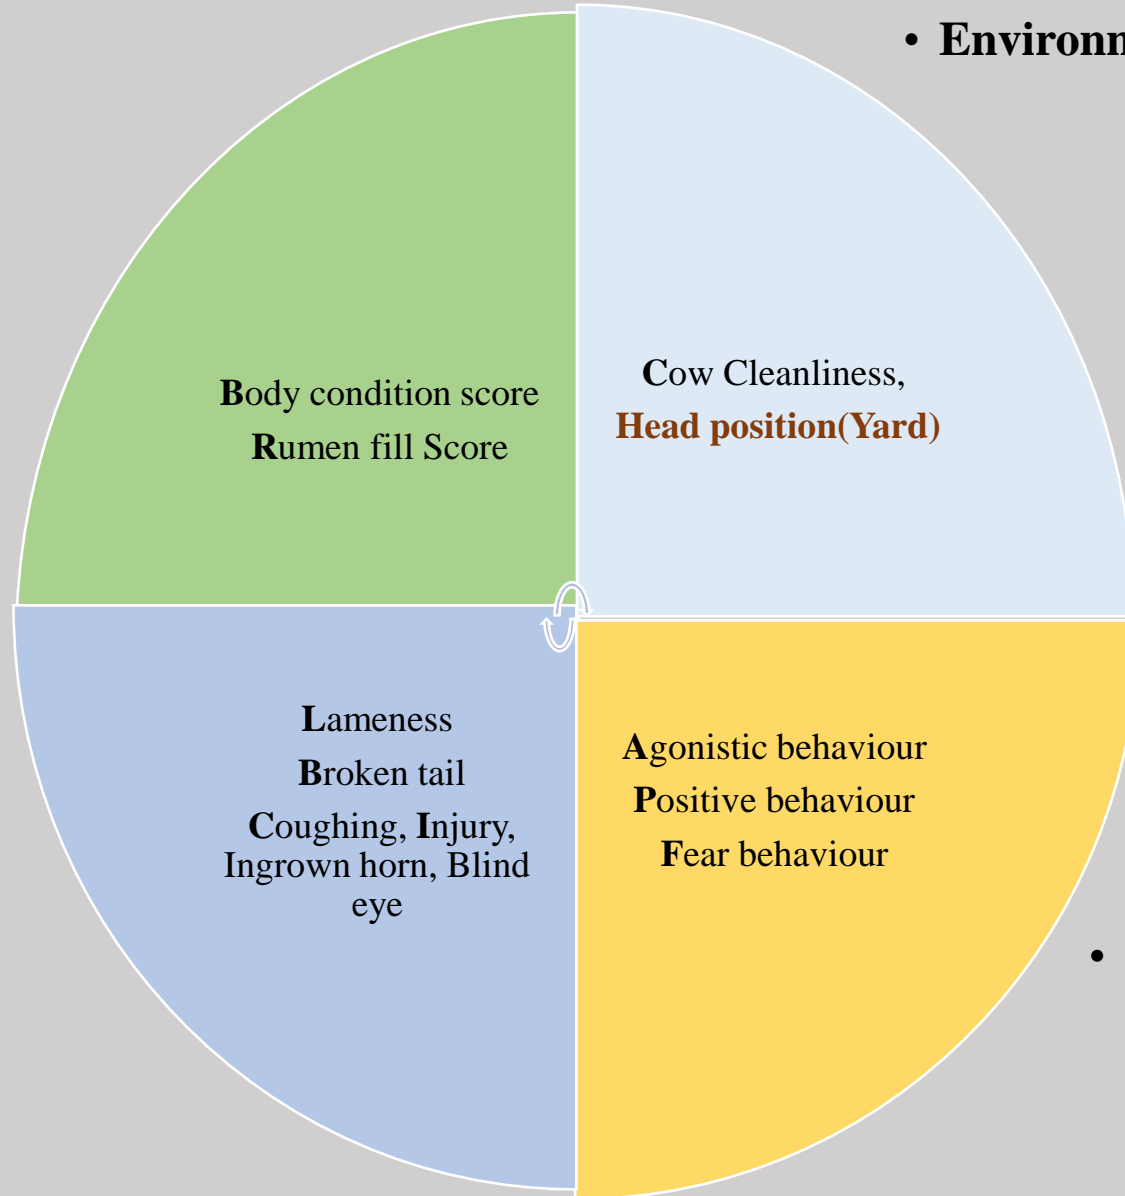 • Environm
Body condition score
Rumen fill Score
Cow Cleanliness,
Head position(Yard)
Lameness
Broken tail
Coughing, Injury,
Ingrown horn, Blind
eye
Agonistic behaviour
Positive behaviour
Fear behaviour
•